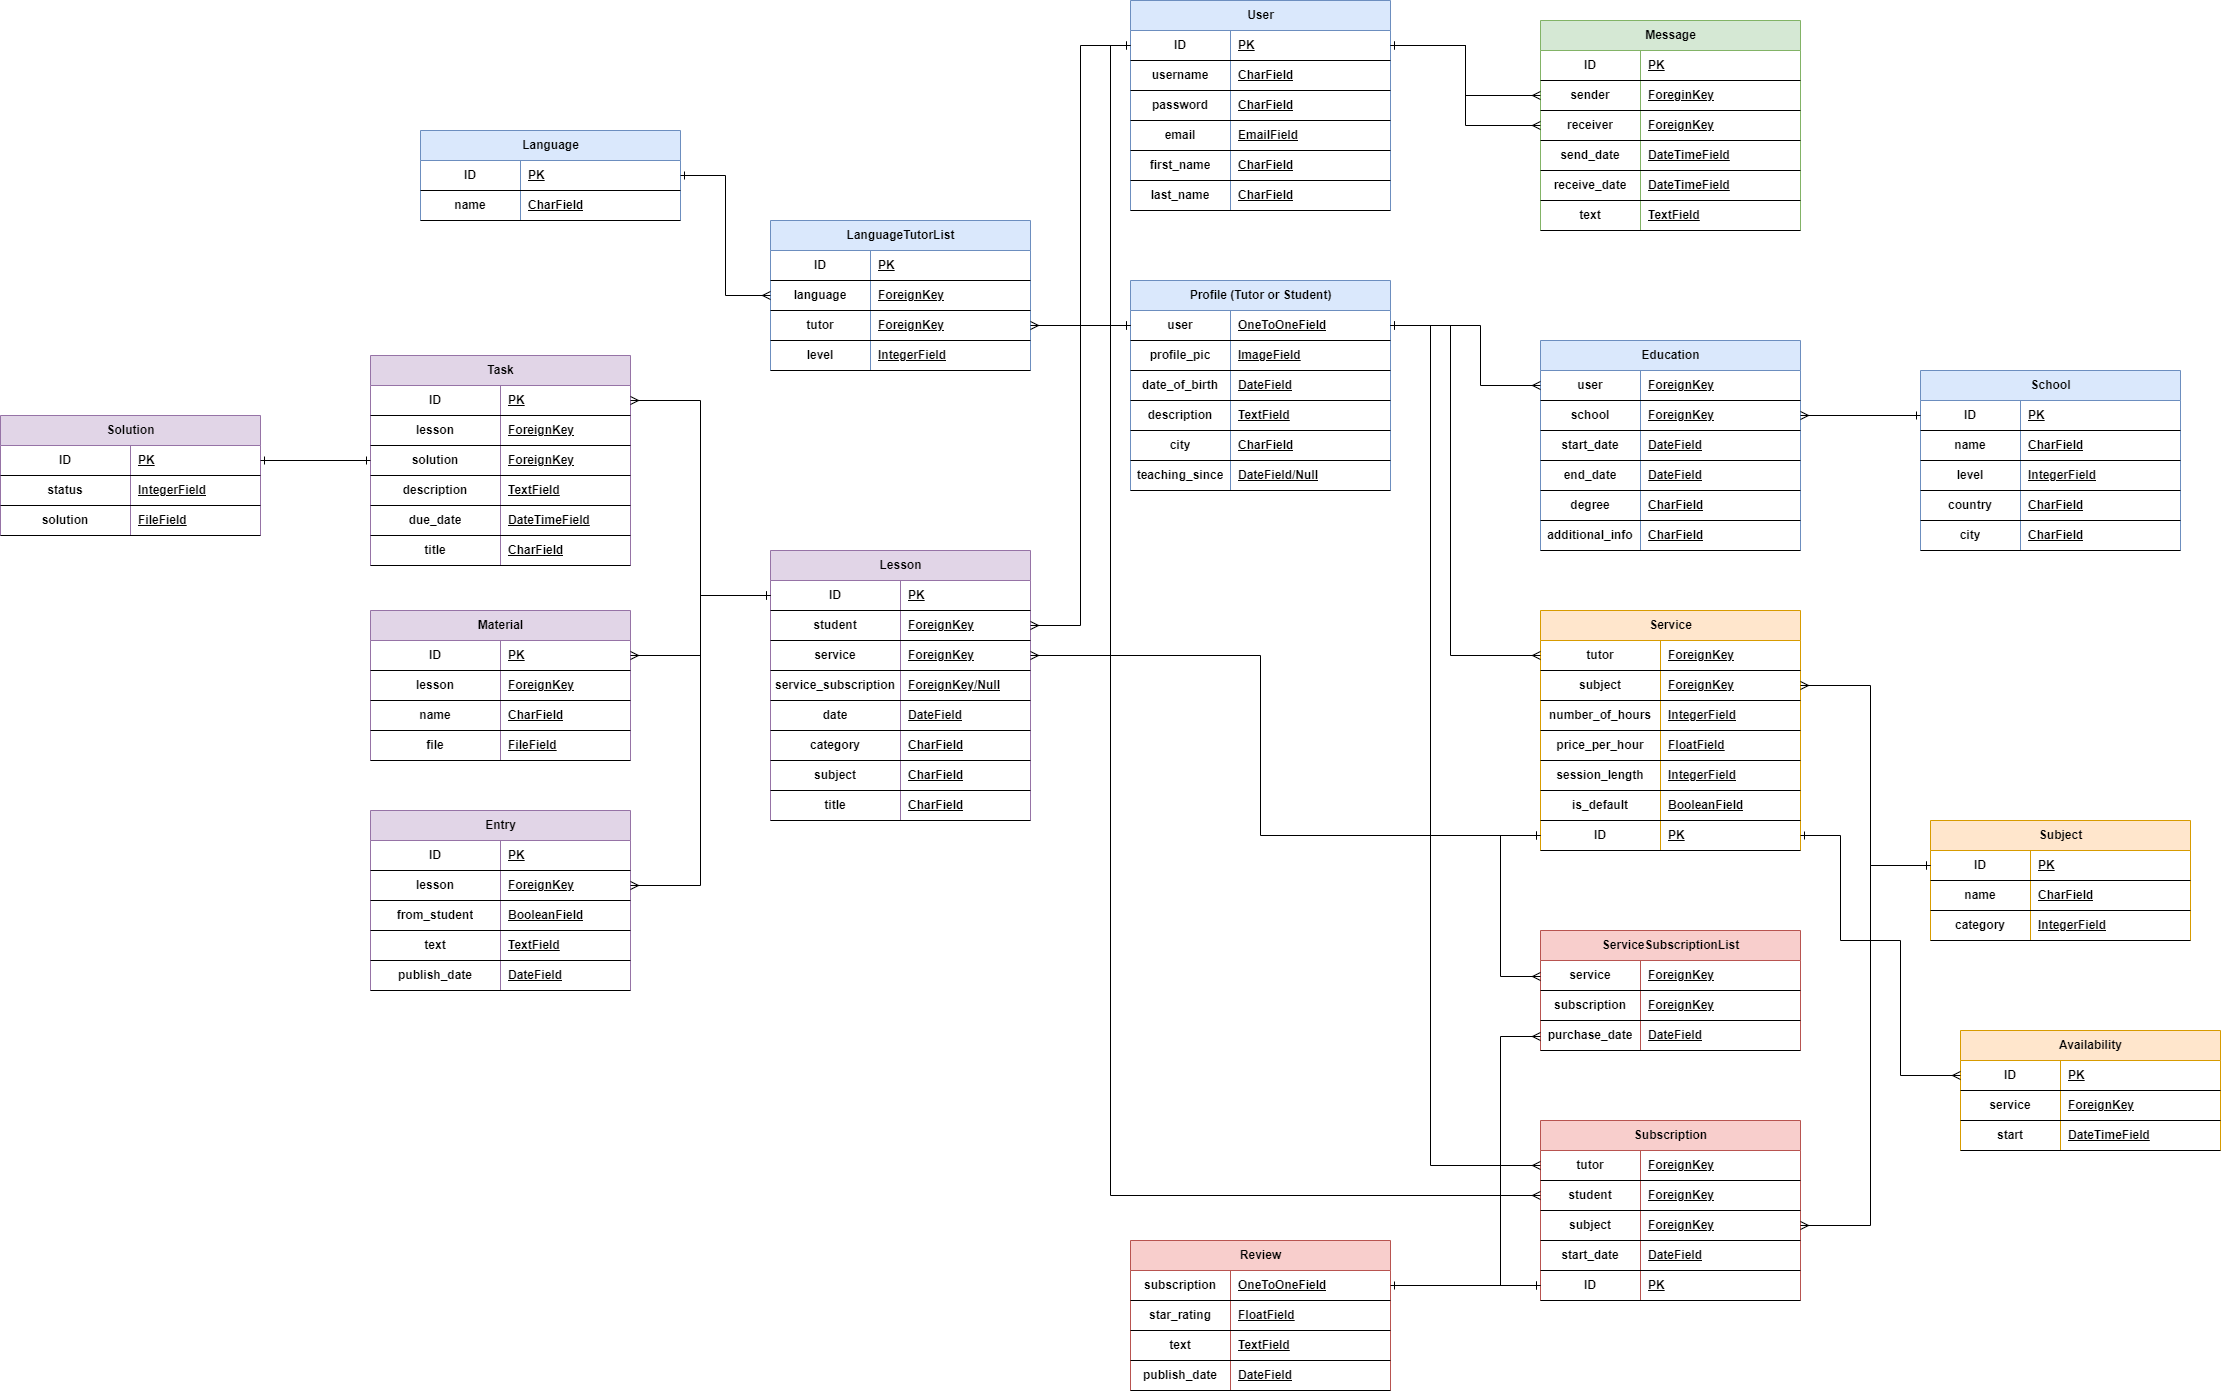 User
ID PK
username CharField
password CharField
email EmailField
first_name CharField
last_name CharField
Message
ID PK
sender ForeginKey
receiver ForeignKey
send_date DateTimeField
receive_date DateTimeField
text TextField
Language
ID PK
name CharField
LanguageTutorList
ID PK
language ForeignKey
tutor ForeignKey
level IntegerField
Profile (Tutor or Student)
user OneToOneField
profile_pic ImageField
date_of_birth DateField
description TextField
city CharField
teaching_since DateField/Null
Education
user ForeignKey
school ForeignKey
start_date DateField
end_date DateField
degree CharField
additional_info CharField
School
ID PK
name CharField
level IntegerField
country CharField
city CharField
Solution
ID PK
status IntegerField
solution FileField
Task
ID PK
lesson ForeignKey
solution ForeignKey
description TextField
due_date DateTimeField
title CharField
Lesson
ID PK
student ForeignKey
service ForeignKey
service_subscription ForeignKey/Null
date DateField
category CharField
subject CharField
title CharField
Material
ID PK
lesson ForeignKey
name CharField
file FileField
Entry
ID PK
lesson ForeignKey
from_student BooleanField
text TextField
publish_date DateField
Service
tutor ForeignKey
subject ForeignKey
number_of_hours IntegerField
price_per_hour FloatField
session_length IntegerField
is_default BooleanField
ID PK
Subject
ID PK
name CharField
category IntegerField
ServiceSubscriptionList
service ForeignKey
subscription ForeignKey
purchase_date DateField
Availability
ID PK
service ForeignKey
start DateTimeField
Subscription
tutor ForeignKey
student ForeignKey
subject ForeignKey
start_date DateField
ID PK
Review
subscription OneToOneField
star_rating FloatField
text TextField
publish_date DateField